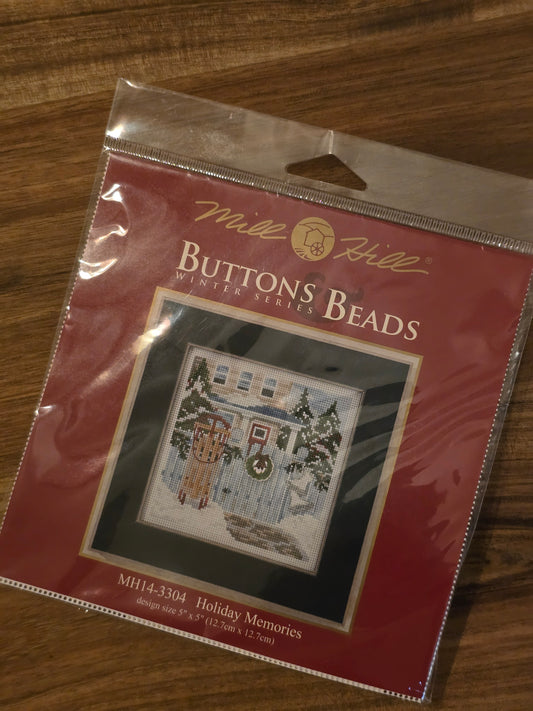 Mill Hill®
BUTTONS & BEADS
WINTER SERIES
MH14-3304 Holiday Memories
design size 5" x 5" (12.7cm x 12.7cm)